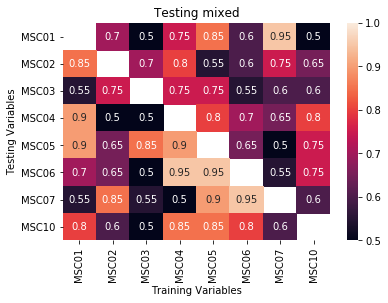 Testing mixed
MSC01 0.7 0.5 0.75 0.85 0.6 0.95 0.5
MSC02 0.85 0.7 0.8 0.55 0.6 0.75 0.65
MSC03 0.55 0.75 0.75 0.75 0.55 0.6 0.6
MSC04 0.9 0.5 0.5 0.8 0.7 0.65 0.8
MSC05 0.9 0.65 0.85 0.9 0.65 0.5 0.75
MSC06 0.7 0.65 0.5 0.95 0.95 0.55 0.75
MSC07 0.55 0.85 0.55 0.5 0.9 0.95 0.6
MSC10 0.8 0.6 0.5 0.85 0.85 0.8 0.6
Testing Variables
MSC01 MSC02 MSC03 MSC04 MSC05 MSC06 MSC07 MSC10
Training Variables
1.0
0.9
0.8
0.7
0.6
0.5